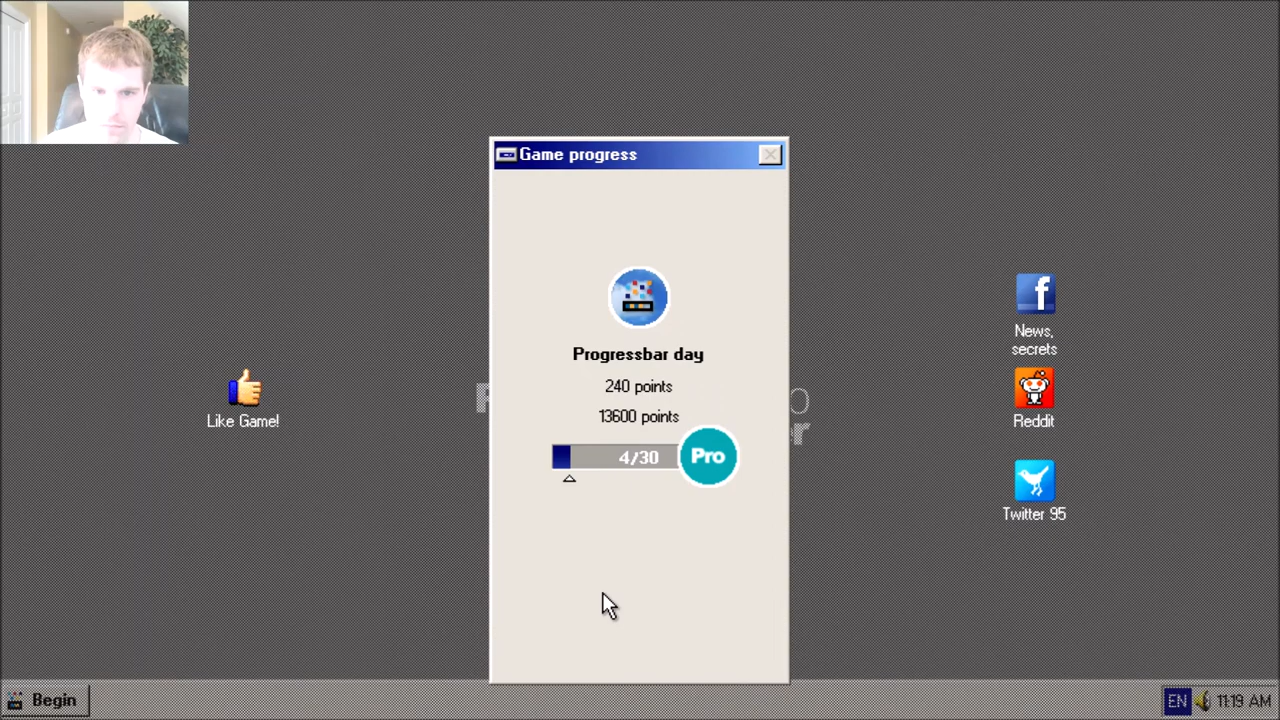 Game progress
Progressbar day
240 points
13600 points
4/30
Pro
Like Game!
News,
secrets
Reddit
Twitter 95
Begin
EN
11:19 AM